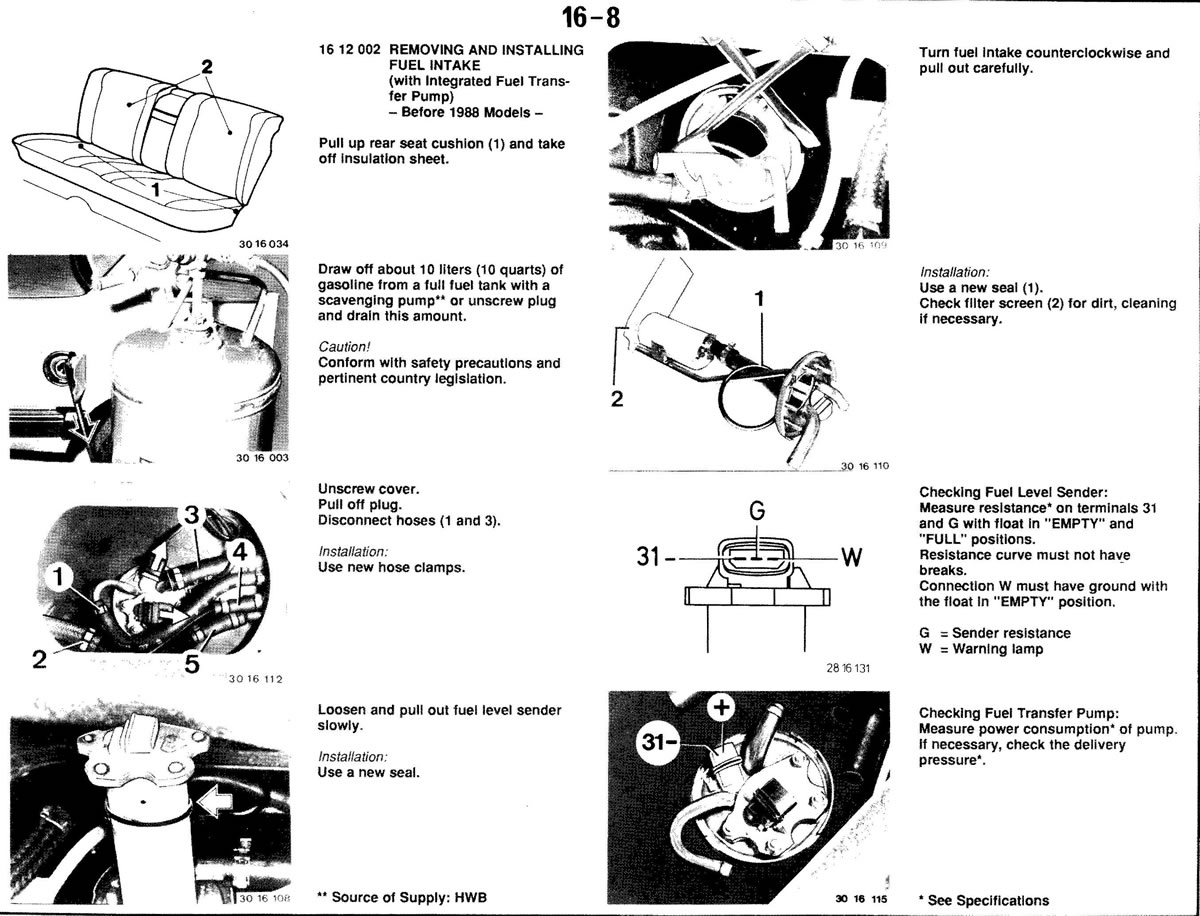 16-8
16 12 002 REMOVING AND INSTALLING
FUEL INTAKE
(with Integrated Fuel Trans-
fer Pump)
– Before 1988 Models –
Pull up rear seat cushion (1) and take
off insulation sheet.
2
1
30 16 034
Draw off about 10 liters (10 quarts) of
gasoline from a full fuel tank with a
scavenging pump** or unscrew plug
and drain this amount.
Caution!
Conform with safety precautions and
pertinent country legislation.
30 16 003
Unscrew cover.
Pull off plug.
Disconnect hoses (1 and 3).
Installation:
Use new hose clamps.
3
4
1
2
5
30 16 112
Loosen and pull out fuel level sender
slowly.
Installation:
Use a new seal.
30 16 108
** Source of Supply: HWB
Turn fuel intake counterclockwise and
pull out carefully.
30 16 109
Installation:
Use a new seal (1).
Check filter screen (2) for dirt, cleaning
if necessary.
1
2
30 16 110
Checking Fuel Level Sender:
Measure resistance* on terminals 31
and G with float in "EMPTY" and
"FULL" positions.
Resistance curve must not have
breaks.
Connection W must have ground with
the float in "EMPTY" position.
G = Sender resistance
W = Warning lamp
G
31-
W
28 16 131
Checking Fuel Transfer Pump:
Measure power consumption* of pump.
If necessary, check the delivery
pressure*.
+
31-
30 16 115
* See Specifications